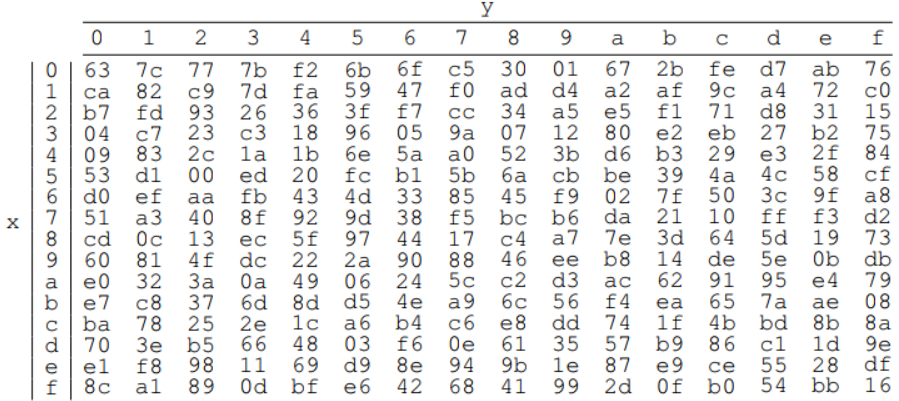 y
0 1 2 3 4 5 6 7 8 9 a b c d e f
0 63 7c 77 7b f2 6b 6f c5 30 01 67 2b fe d7 ab 76
1 ca 82 c9 7d fa 59 47 f0 ad d4 a2 af 9c a4 72 c0
2 b7 fd 93 26 36 3f f7 cc 34 a5 e5 f1 71 d8 31 15
3 04 c7 23 c3 18 96 05 9a 07 12 80 e2 eb 27 b2 75
4 09 83 2c 1a 1b 6e 5a a0 52 3b d6 b3 29 e3 2f 84
5 53 d1 00 ed 20 fc b1 5b 6a cb be 39 4a 4c 58 cf
6 d0 ef aa fb 43 4d 33 85 45 f9 02 7f 50 3c 9f a8
x 7 51 a3 40 8f 92 9d 38 f5 bc b6 da 21 10 ff f3 d2
8 cd 0c 13 ec 5f 97 44 17 c4 a7 7e 3d 64 5d 19 73
9 60 81 4f dc 22 2a 90 88 46 ee b8 14 de 5e 0b db
a e0 32 3a 0a 49 06 24 5c c2 d3 ac 62 91 95 e4 79
b e7 c8 37 6d 8d d5 4e a9 6c 56 f4 ea 65 7a ae 08
c ba 78 25 2e 1c a6 b4 c6 e8 dd 74 1f 4b bd 8b 8a
d 70 3e b5 66 48 03 f6 0e 61 35 57 b9 86 c1 1d 9e
e e1 f8 98 11 69 d9 8e 94 9b 1e 87 e9 ce 55 28 df
f 8c a1 89 0d bf e6 42 68 41 99 2d 0f b0 54 bb 16